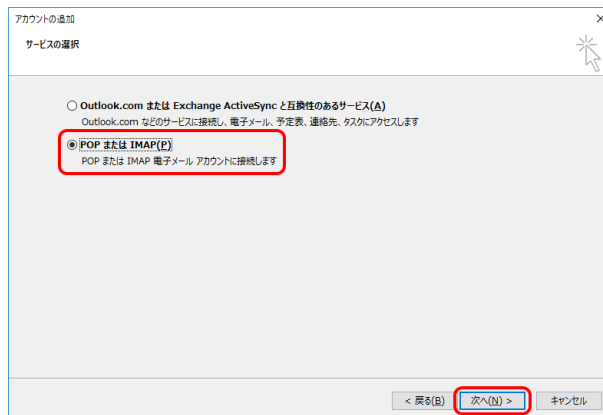 アカウントの追加
サービスの選択
Outlook.com または Exchange ActiveSync と互換性のあるサービス(A)
Outlook.com などのサービスに接続し、電子メール、予定表、連絡先、タスクにアクセスします
POP または IMAP(P)
POP または IMAP 電子メール アカウントに接続します
< 戻る(B) 次へ(N) > キャンセル